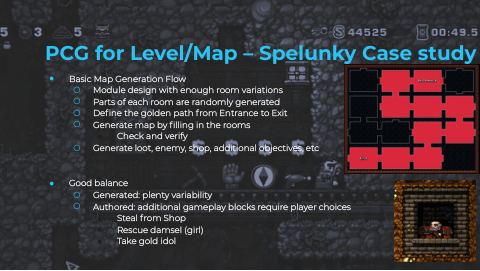 5 3 $ 44525 00:49.5
PCG for Level/Map – Spelunky Case study
Basic Map Generation Flow
Module design with enough room variations
Parts of each room are randomly generated
Define the golden path from Entrance to Exit
Generate map by filling in the rooms
Check and verify
Generate loot, enemy, shop, additional objectives, etc
Good balance
Generated: plenty variability
Authored: additional gameplay blocks require player choices
Steal from Shop
Rescue damsel (girl)
Take gold idol